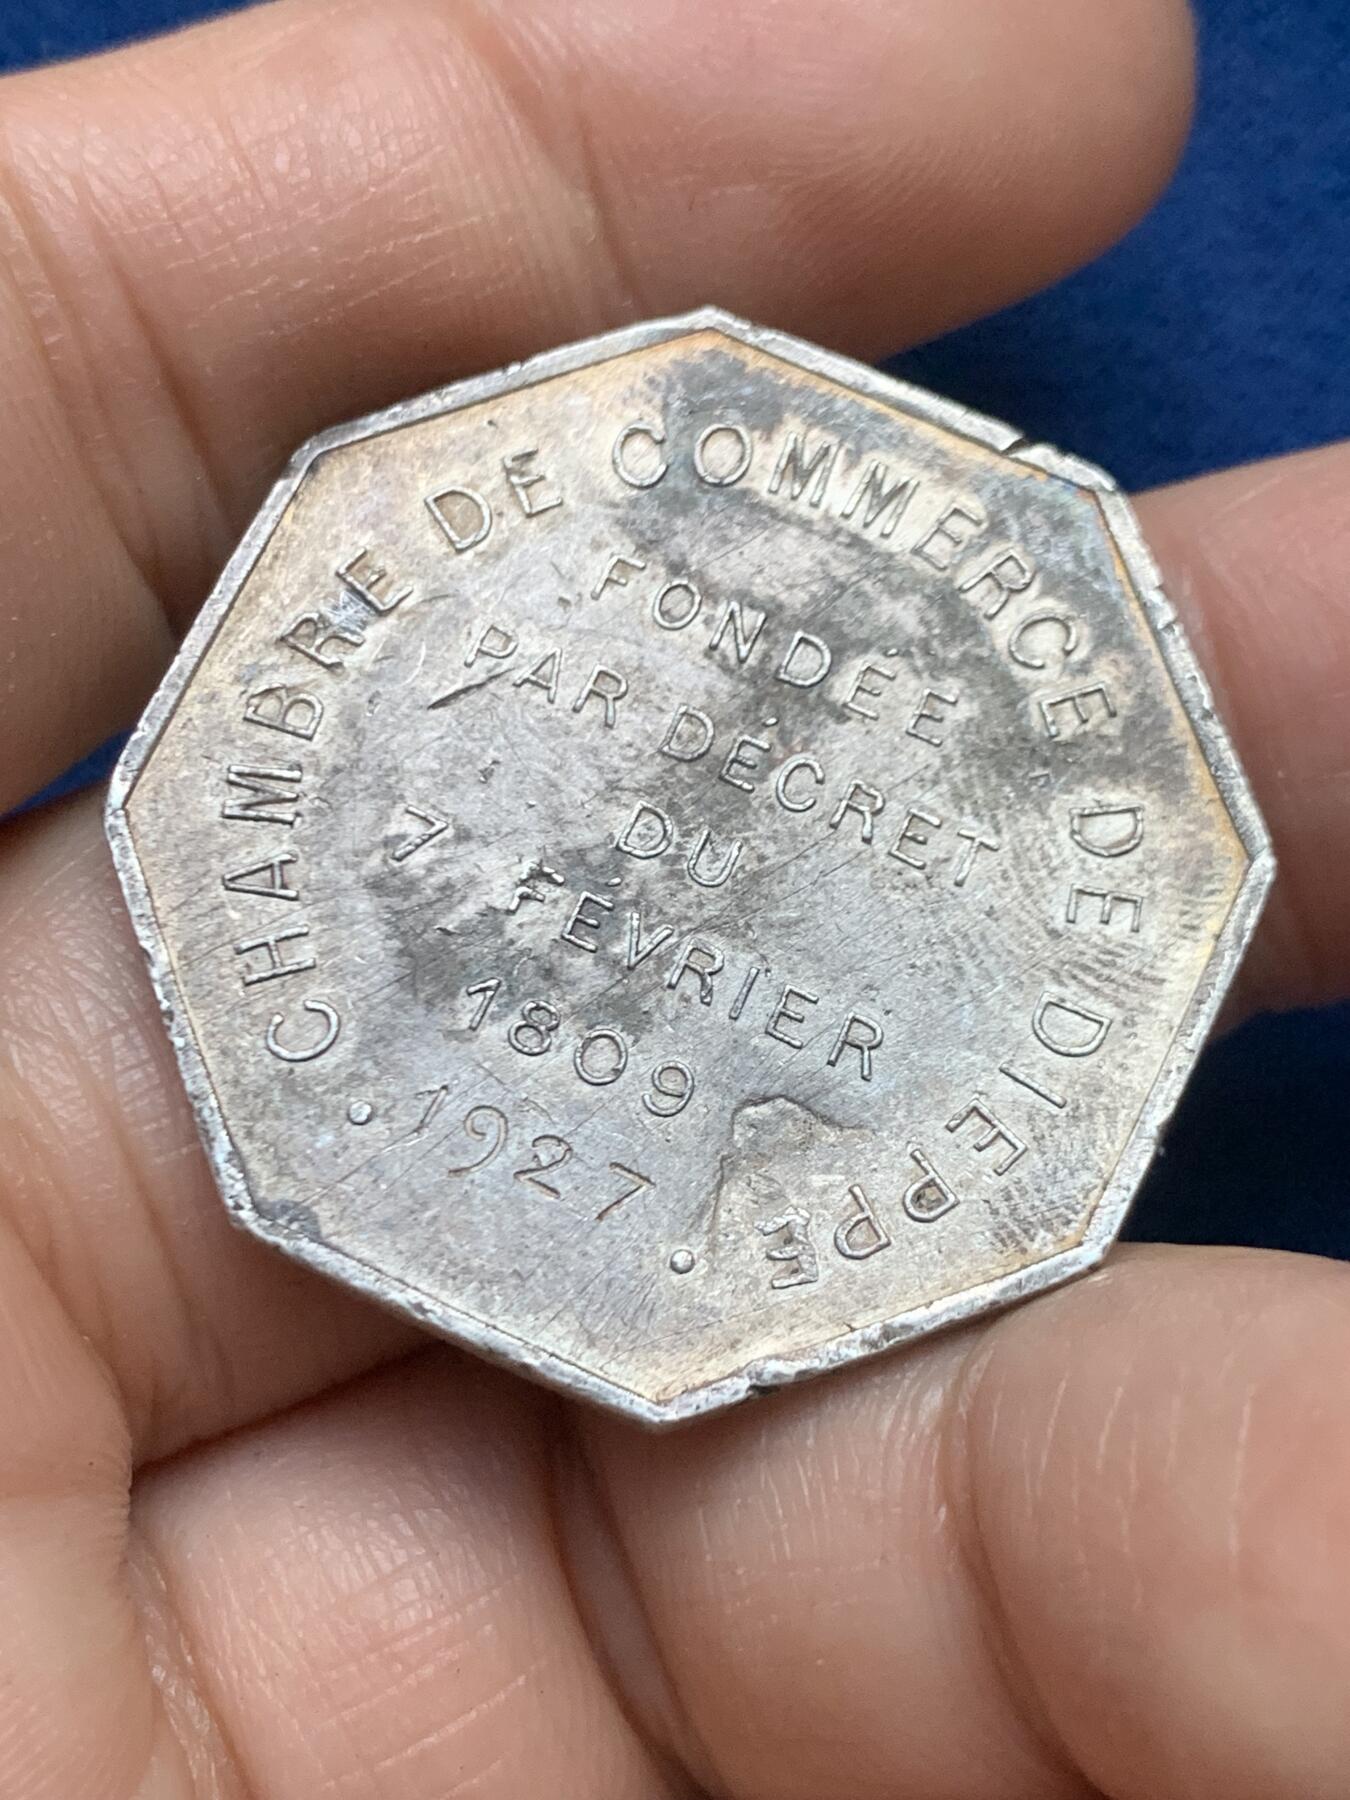 CHAMBRE DE COMMERCE DE DIEPPE
FONDÉE
PAR DÉCRET
DU
7 FÉVRIER
1809
• 1927 •